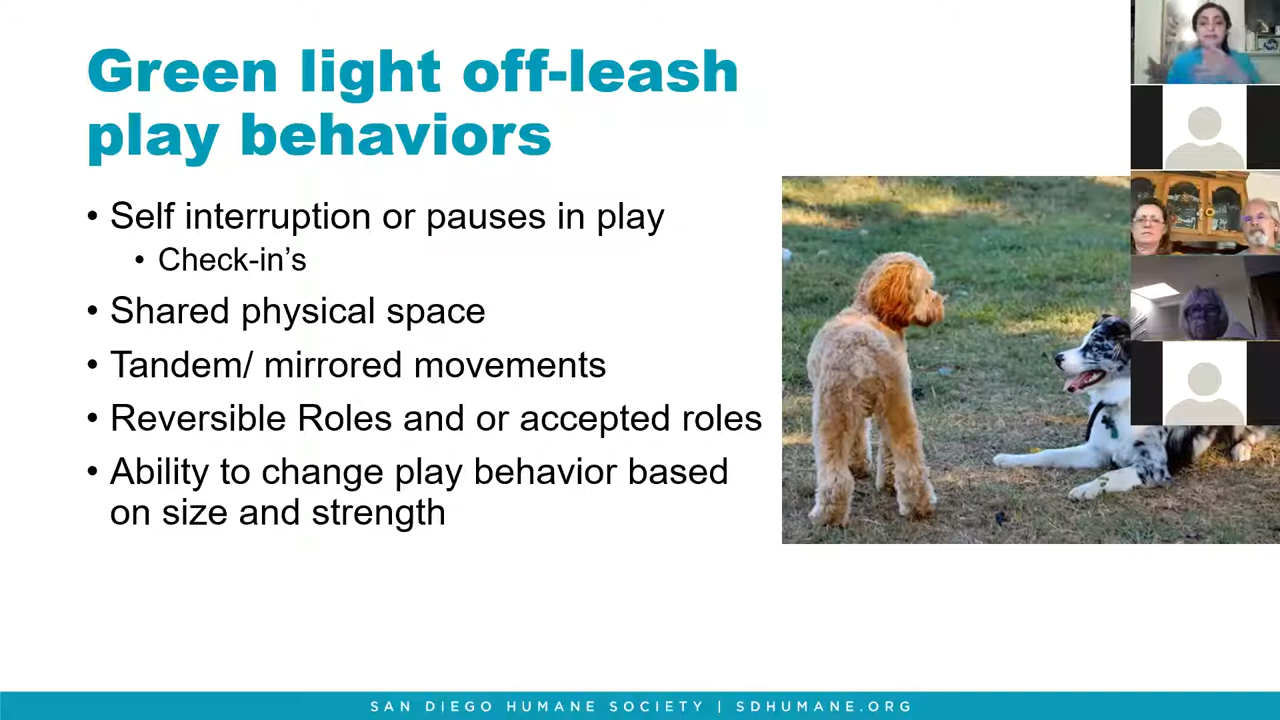 Green light off-leash
play behaviors
• Self interruption or pauses in play
• Check-in’s
• Shared physical space
• Tandem/ mirrored movements
• Reversible Roles and or accepted roles
• Ability to change play behavior based
on size and strength
SAN DIEGO HUMANE SOCIETY | SDHUMANE.ORG